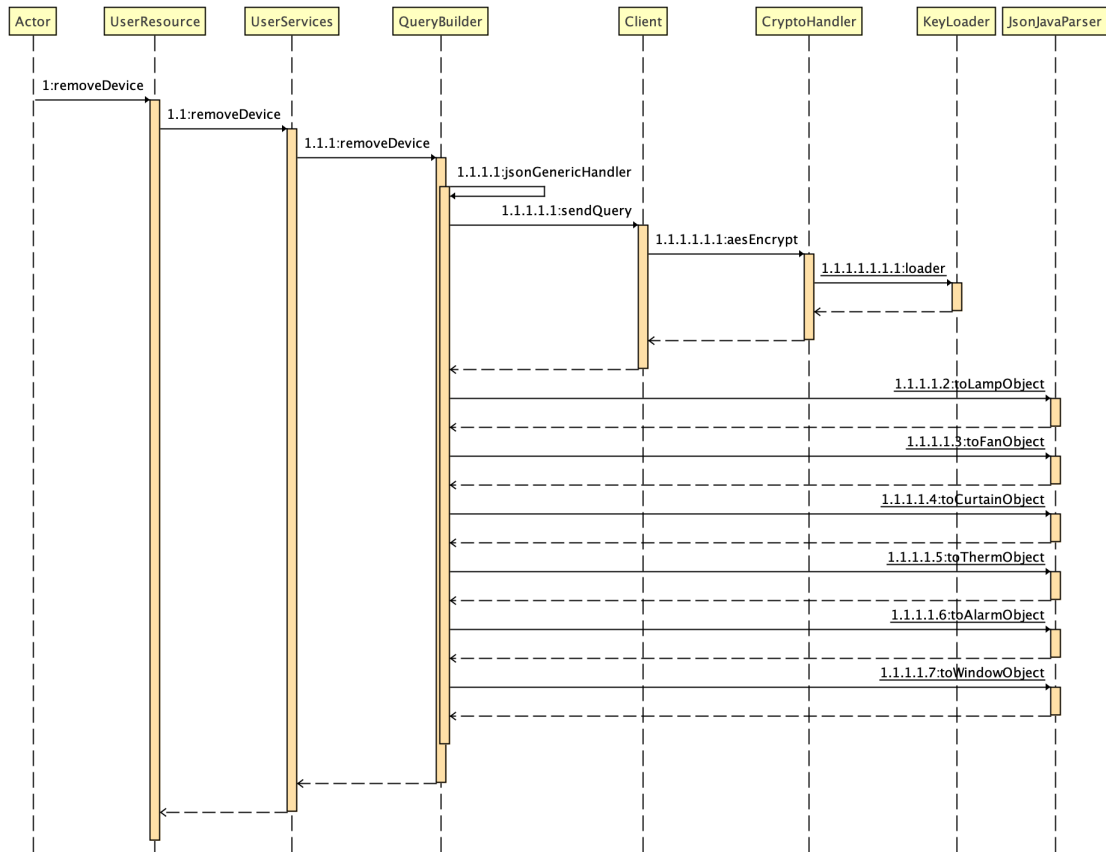 Actor
UserResource
UserServices
QueryBuilder
Client
CryptoHandler
KeyLoader
JsonJavaParser
1:removeDevice
1.1:removeDevice
1.1.1:removeDevice
1.1.1.1:jsonGenericHandler
1.1.1.1.1:sendQuery
1.1.1.1.1.1:aesEncrypt
1.1.1.1.1.1.1:loader
1.1.1.1.2:toLampObject
1.1.1.1.3:toFanObject
1.1.1.1.4:toCurtainObject
1.1.1.1.5:toThermObject
1.1.1.1.6:toAlarmObject
1.1.1.1.7:toWindowObject